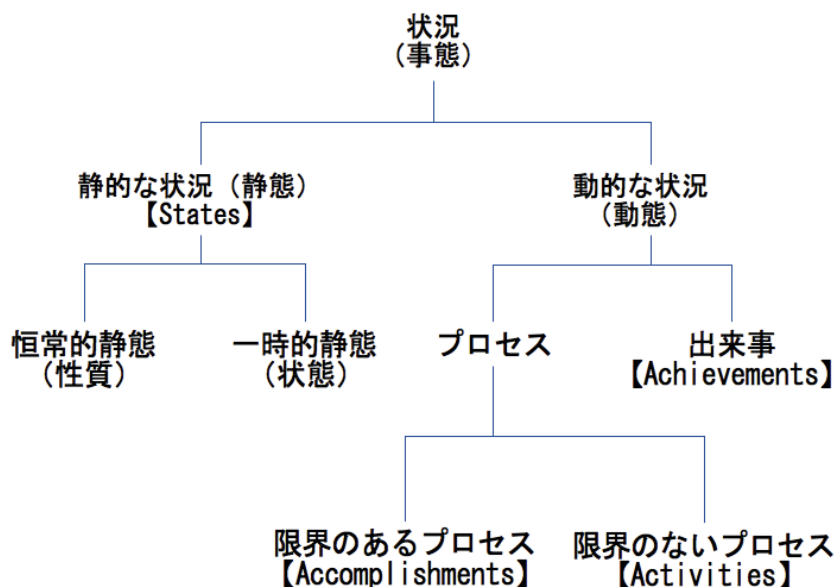 状況
(事態)
静的な状況(静態)
【States】
動的な状況
(動態)
恒常的静態
(性質)
一時的静態
(状態)
プロセス
出来事
【Achievements】
限界のあるプロセス
【Accomplishments】
限界のないプロセス
【Activities】